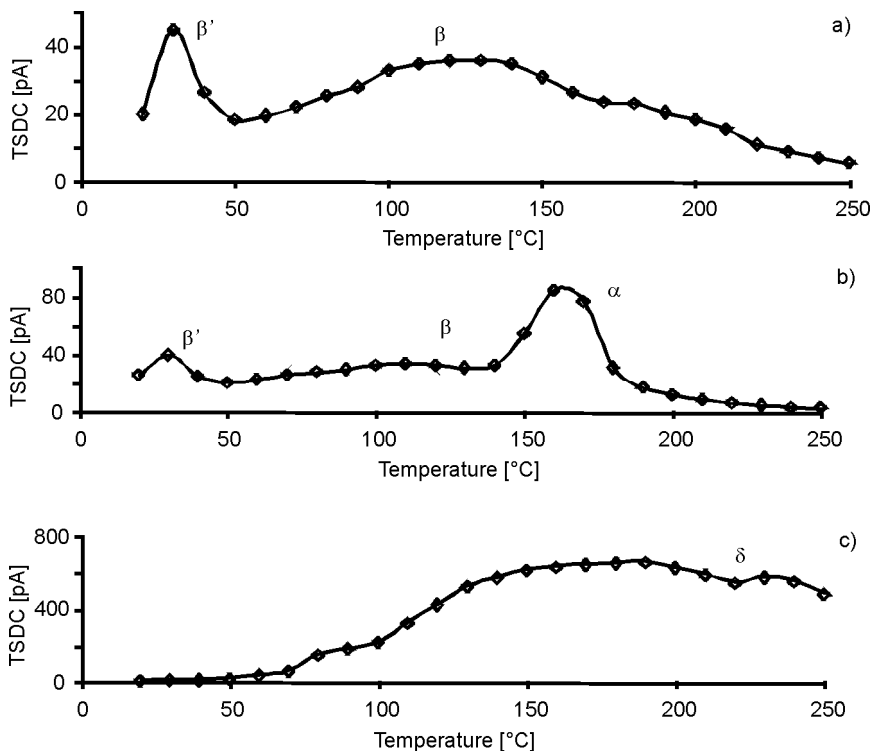 a)
β'
β
TSDC [pA]
40
20
0
0 50 100 150 200 250
Temperature [°C]
b)
β'
β
α
TSDC [pA]
80
40
0
0 50 100 150 200 250
Temperature [°C]
c)
δ
TSDC [pA]
800
400
0
0 50 100 150 200 250
Temperature [°C]